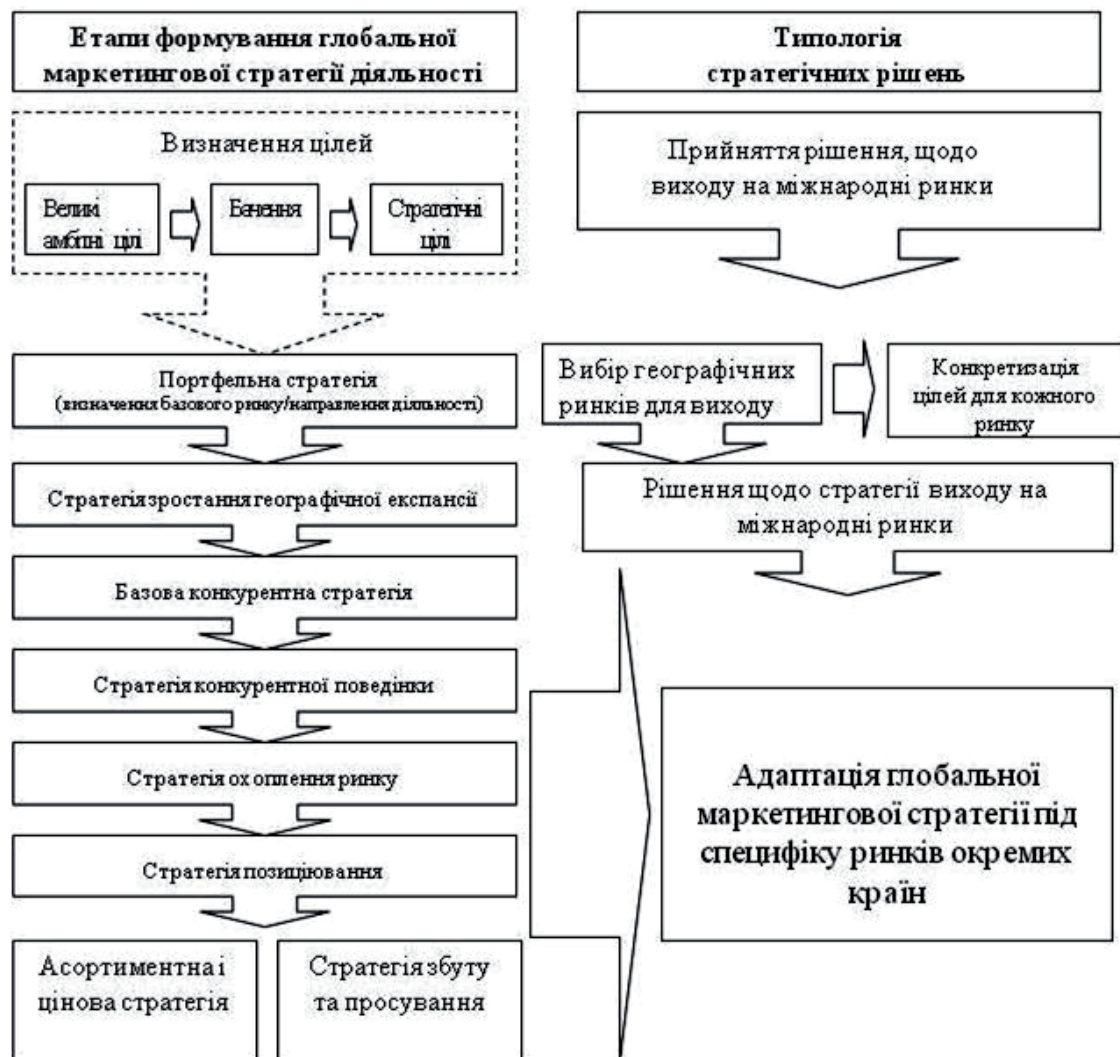 Етапи формування глобальної
маркетингової стратегії діяльності
Визначення цілей
Великі
амбітні цілі
Бачення
Стратегічні
цілі
Портфельна стратегія
(визначення базового ринку/направлення діяльності)
Стратегія зростання географічної експансії
Базова конкурентна стратегія
Стратегія конкурентної поведінки
Стратегія охоплення ринку
Стратегія позиціювання
Асортиментна і
цінова стратегія
Стратегія збуту
та просування
Типологія
стратегічних рішень
Прийняття рішення, щодо
виходу на міжнародні ринки
Вибір географічних
ринків для виходу
Конкретизація
цілей для кожного
ринку
Рішення щодо стратегії виходу на
міжнародні ринки
Адаптація глобальної
маркетингової стратегії під
специфіку ринків окремих
країн